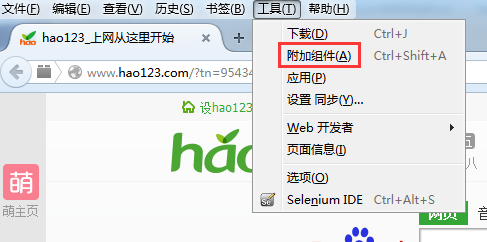 文件(F) 编辑(E) 查看(V) 历史(S) 书签(B) 工具(T) 帮助(H)
hao hao123_上网从这里开始
www.hao123.com/?tn=95434
下载(D) Ctrl+J
附加组件(A) Ctrl+Shift+A
应用(P)
设置 同步(Y)...
Web 开发者
页面信息(I)
选项(O)
Se Selenium IDE Ctrl+Alt+S
设hao123
hao
萌
萌主页
网页